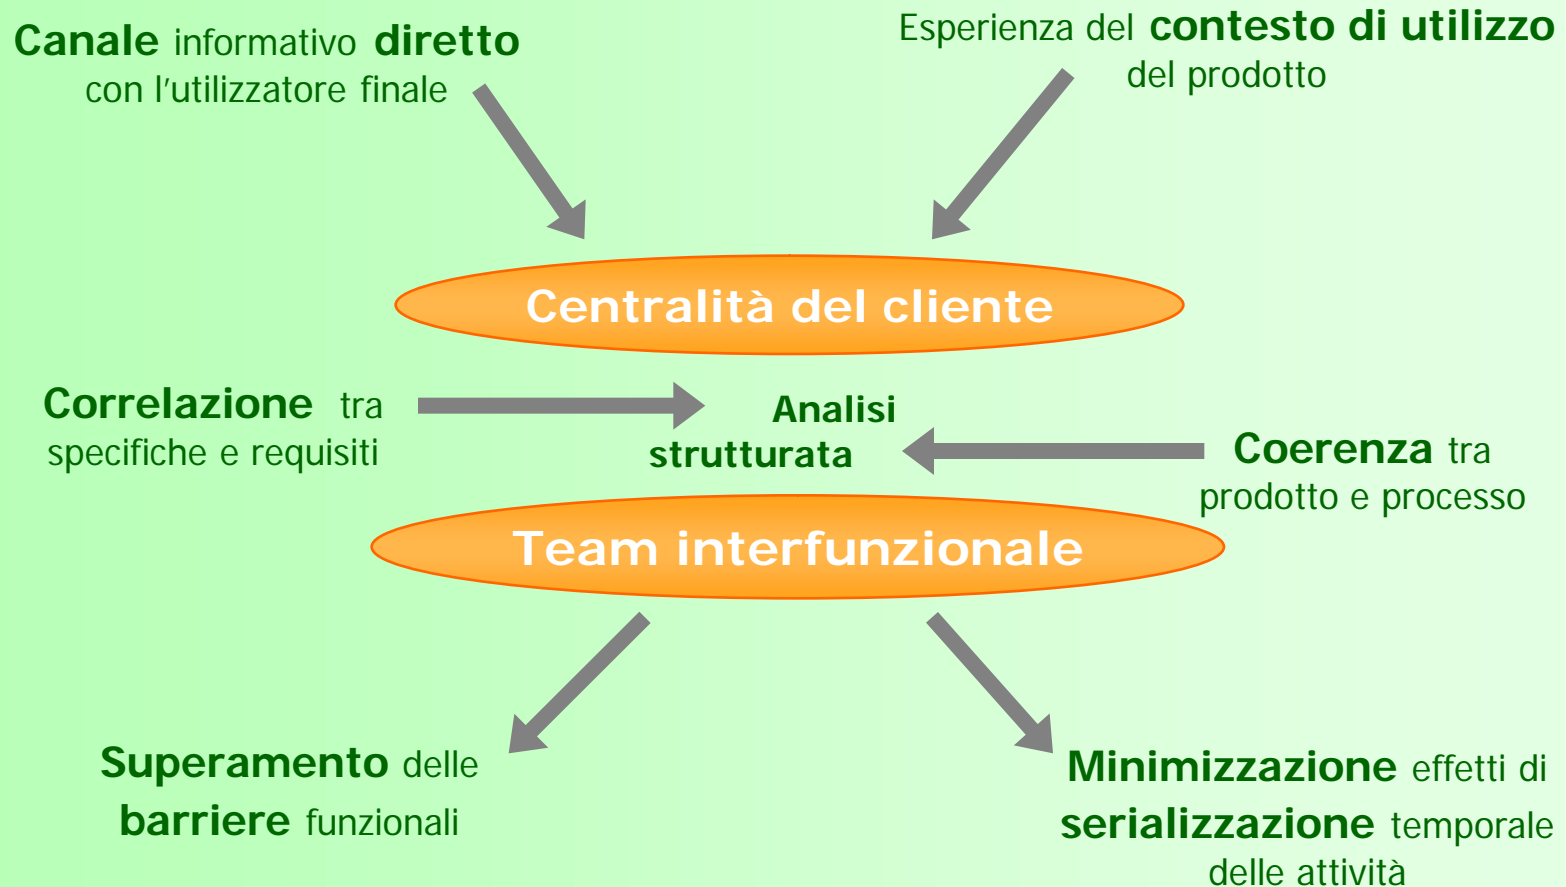 Canale informativo diretto
con l'utilizzatore finale
Esperienza del contesto di utilizzo
del prodotto
Centralità del cliente
Correlazione tra
specifiche e requisiti
Analisi
strutturata
Coerenza tra
prodotto e processo
Team interfunzionale
Superamento delle
barriere funzionali
Minimizzazione effetti di
serializzazione temporale
delle attività